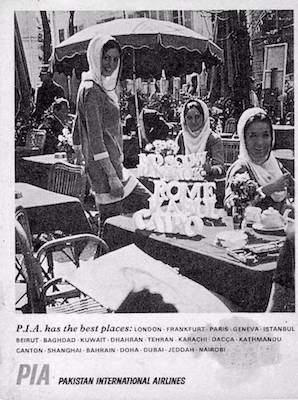 MOSCOW
ROME
CAIRO
P.I.A. has the best places: LONDON · FRANKFURT · PARIS · GENEVA · ISTANBUL
BEIRUT · BAGHDAD · KUWAIT · DHAHRAN · TEHRAN · KARACHI · DACCA · KATHMANDU
CANTON · SHANGHAI · BAHRAIN · DOHA · DUBAI · JEDDAH · NAIROBI
PIA PAKISTAN INTERNATIONAL AIRLINES